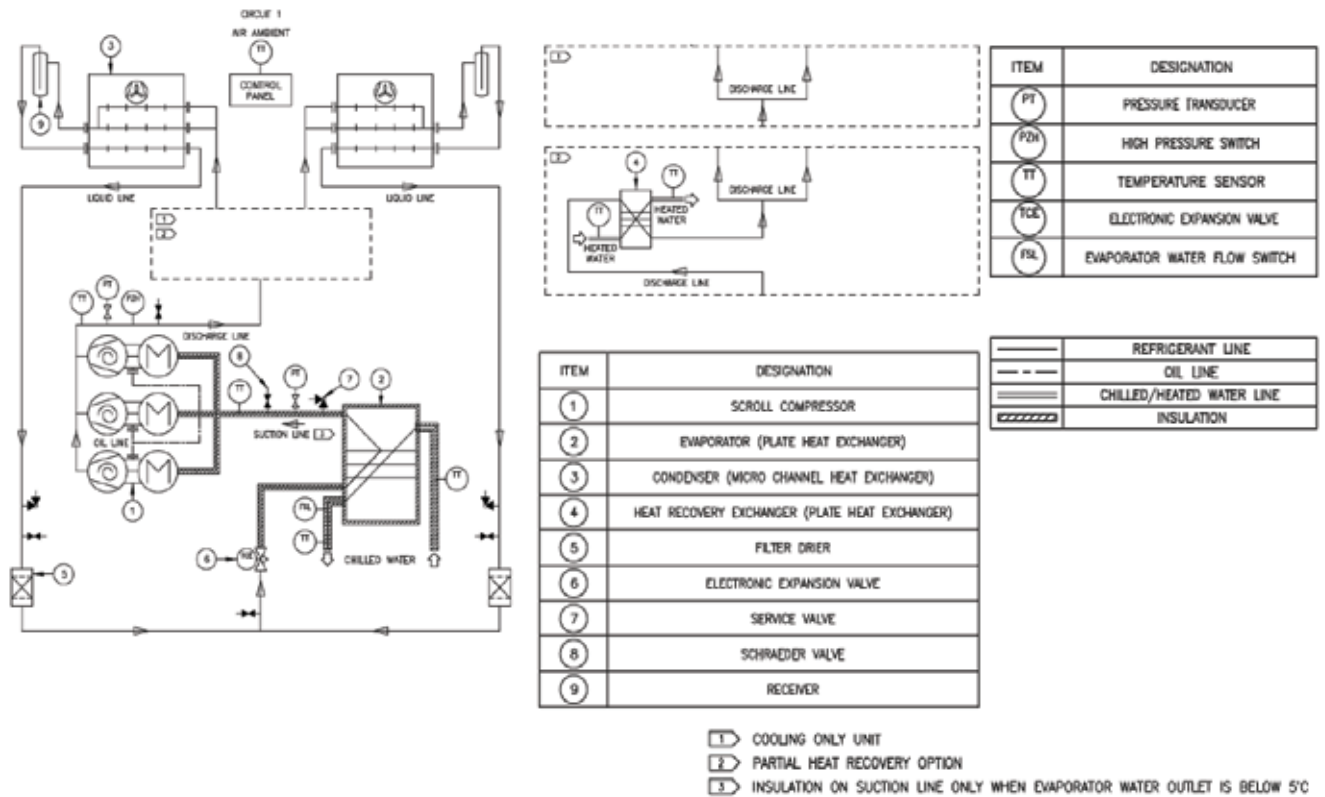 CIRCUIT 1
AIR AMBIENT
TT
CONTROL
PANEL
3
9
LIQUID LINE
LIQUID LINE
1
2
TT
PT
PZH
DISCHARGE LINE
8
TT
PT
7
2
SUCTION LINE 3
OIL LINE
1
TT
FSL
TT
6
TCE
CHILLED WATER
5
1
DISCHARGE LINE
2
4
TT
DISCHARGE LINE
HEATED
WATER
TT
HEATED
WATER
DISCHARGE LINE
ITEM DESIGNATION
PT PRESSURE TRANSDUCER
PZH HIGH PRESSURE SWITCH
TT TEMPERATURE SENSOR
TCE ELECTRONIC EXPANSION VALVE
FSL EVAPORATOR WATER FLOW SWITCH
REFRIGERANT LINE
OIL LINE
CHILLED/HEATED WATER LINE
INSULATION
ITEM DESIGNATION
1 SCROLL COMPRESSOR
2 EVAPORATOR (PLATE HEAT EXCHANGER)
3 CONDENSER (MICRO CHANNEL HEAT EXCHANGER)
4 HEAT RECOVERY EXCHANGER (PLATE HEAT EXCHANGER)
5 FILTER DRIER
6 ELECTRONIC EXPANSION VALVE
7 SERVICE VALVE
8 SCHRAEDER VALVE
9 RECEIVER
1 COOLING ONLY UNIT
2 PARTIAL HEAT RECOVERY OPTION
3 INSULATION ON SUCTION LINE ONLY WHEN EVAPORATOR WATER OUTLET IS BELOW 5°C